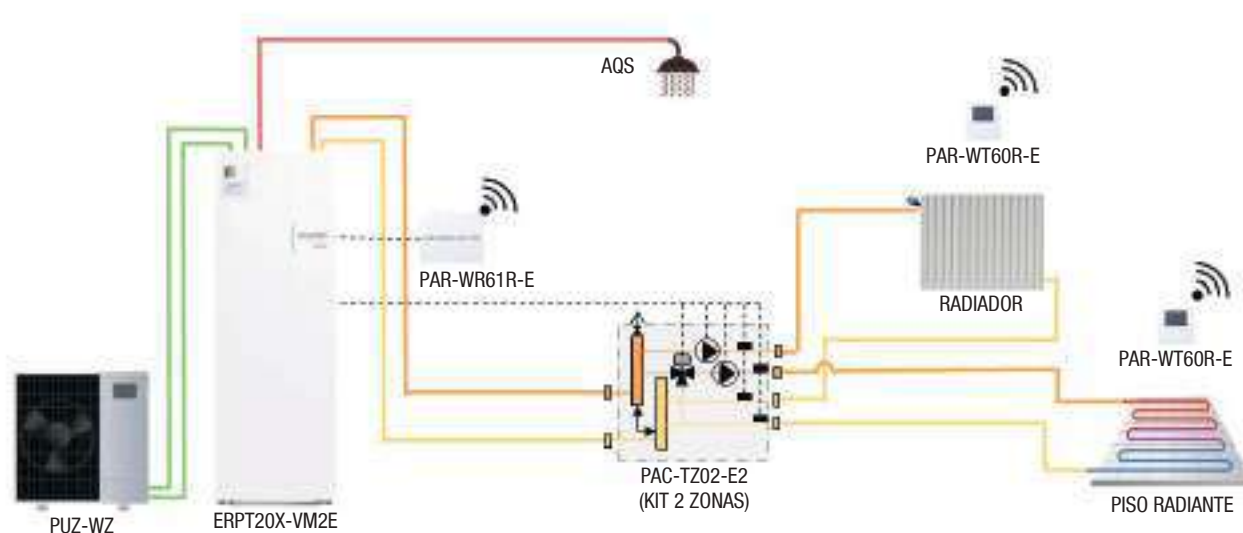 AQS
PAR-WT60R-E
PAR-WR61R-E
RADIADOR
PAR-WT60R-E
PAC-TZ02-E2
(KIT 2 ZONAS)
PUZ-WZ
ERPT20X-VM2E
PISO RADIANTE